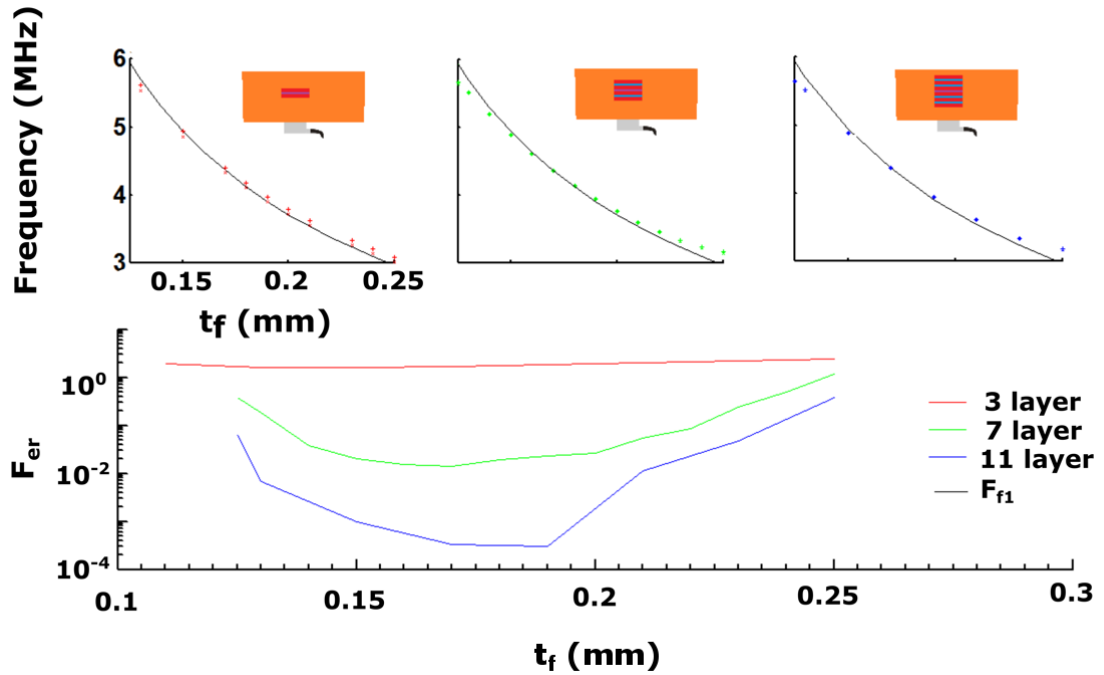 Frequency (MHz)
6
5
4
3
0.15
0.2
0.25
tf (mm)
Fer
10^0
10^-2
10^-4
0.1
0.15
0.2
0.25
0.3
tf (mm)
3 layer
7 layer
11 layer
Ff1